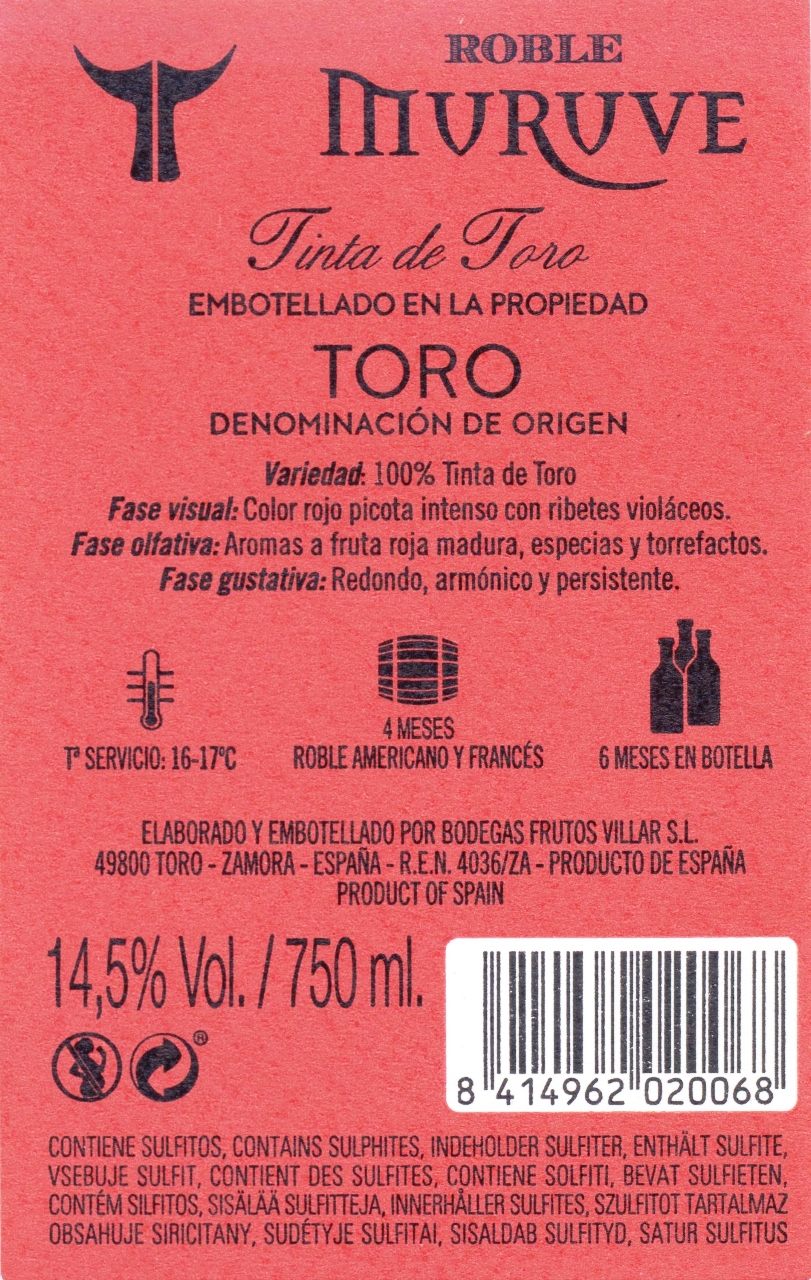 ROBLE
MURUVE
Tinta de Toro
EMBOTELLADO EN LA PROPIEDAD
TORO
DENOMINACIÓN DE ORIGEN
Variedad: 100% Tinta de Toro
Fase visual: Color rojo picota intenso con ribetes violáceos.
Fase olfativa: Aromas a fruta roja madura, especias y torrefactos.
Fase gustativa: Redondo, armónico y persistente.
Tª SERVICIO: 16-17ºC
4 MESES
ROBLE AMERICANO Y FRANCÉS
6 MESES EN BOTELLA
ELABORADO Y EMBOTELLADO POR BODEGAS FRUTOS VILLAR S.L.
49800 TORO - ZAMORA - ESPAÑA - R.E.N. 4036/ZA - PRODUCTO DE ESPAÑA
PRODUCT OF SPAIN
14,5% Vol. / 750 ml.
®
8 414962 020068
CONTIENE SULFITOS, CONTAINS SULPHITES, INDEHOLDER SULFITER, ENTHÄLT SULFITE,
VSEBUJE SULFIT, CONTIENT DES SULFITES, CONTIENE SOLFITI, BEVAT SULFIETEN,
CONTÉM SILFITOS, SISÄLÄÄ SULFITTEJA, INNERHÅLLER SULFITES, SZULFITOT TARTALMAZ
OBSAHUJE SIRICITANY, SUDÉTYJE SULFITAI, SISALDAB SULFITYD, SATUR SULFITUS